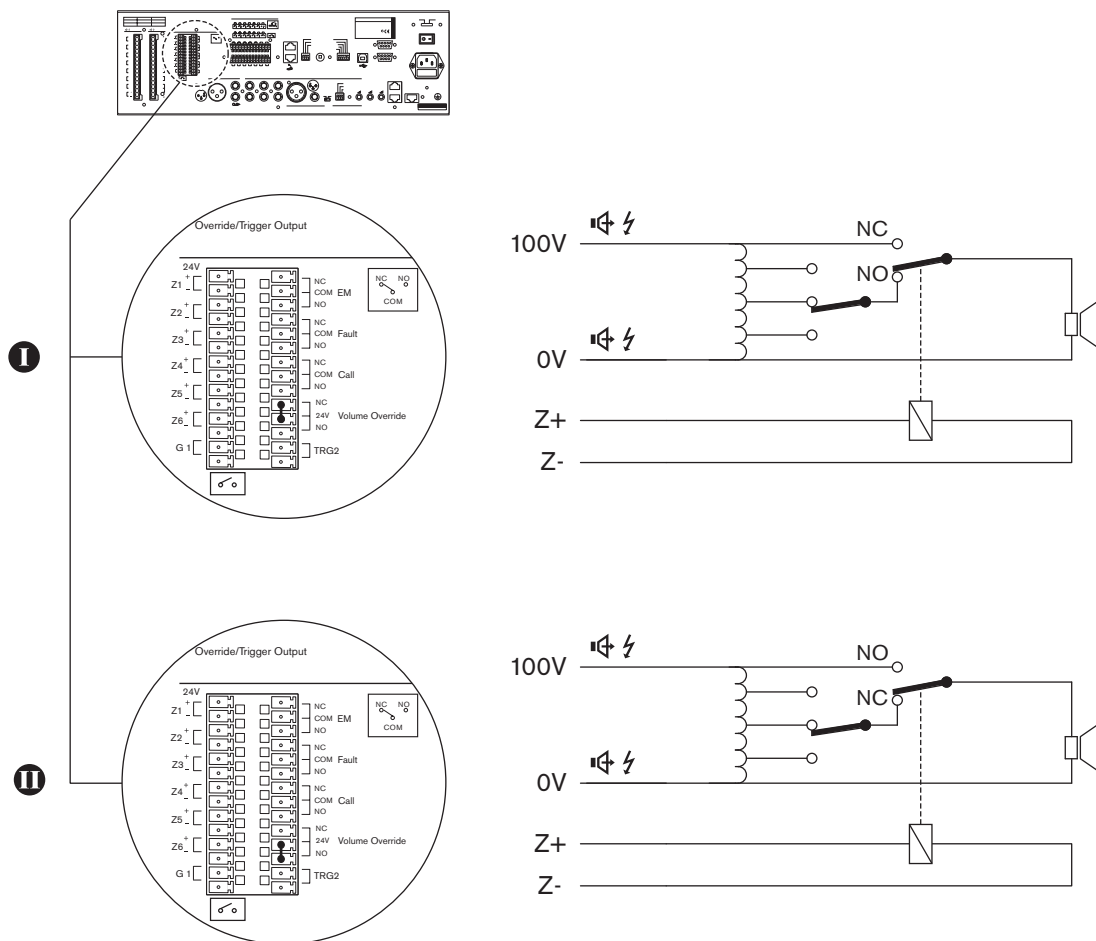 I
Override/Trigger Output
24V
Z1 + -
Z2 + -
Z3 + -
Z4 + -
Z5 + -
Z6 + -
G 1
NC
COM EM
NO
NC
COM Fault
NO
NC
COM Call
NO
NC
24V Volume Override
NO
TRG2
NC NO
COM
100V
NC
NO
0V
Z+
Z-
II
Override/Trigger Output
24V
Z1 + -
Z2 + -
Z3 + -
Z4 + -
Z5 + -
Z6 + -
G 1
NC
COM EM
NO
NC
COM Fault
NO
NC
COM Call
NO
NC
24V Volume Override
NO
TRG2
NC NO
COM
100V
NO
NC
0V
Z+
Z-